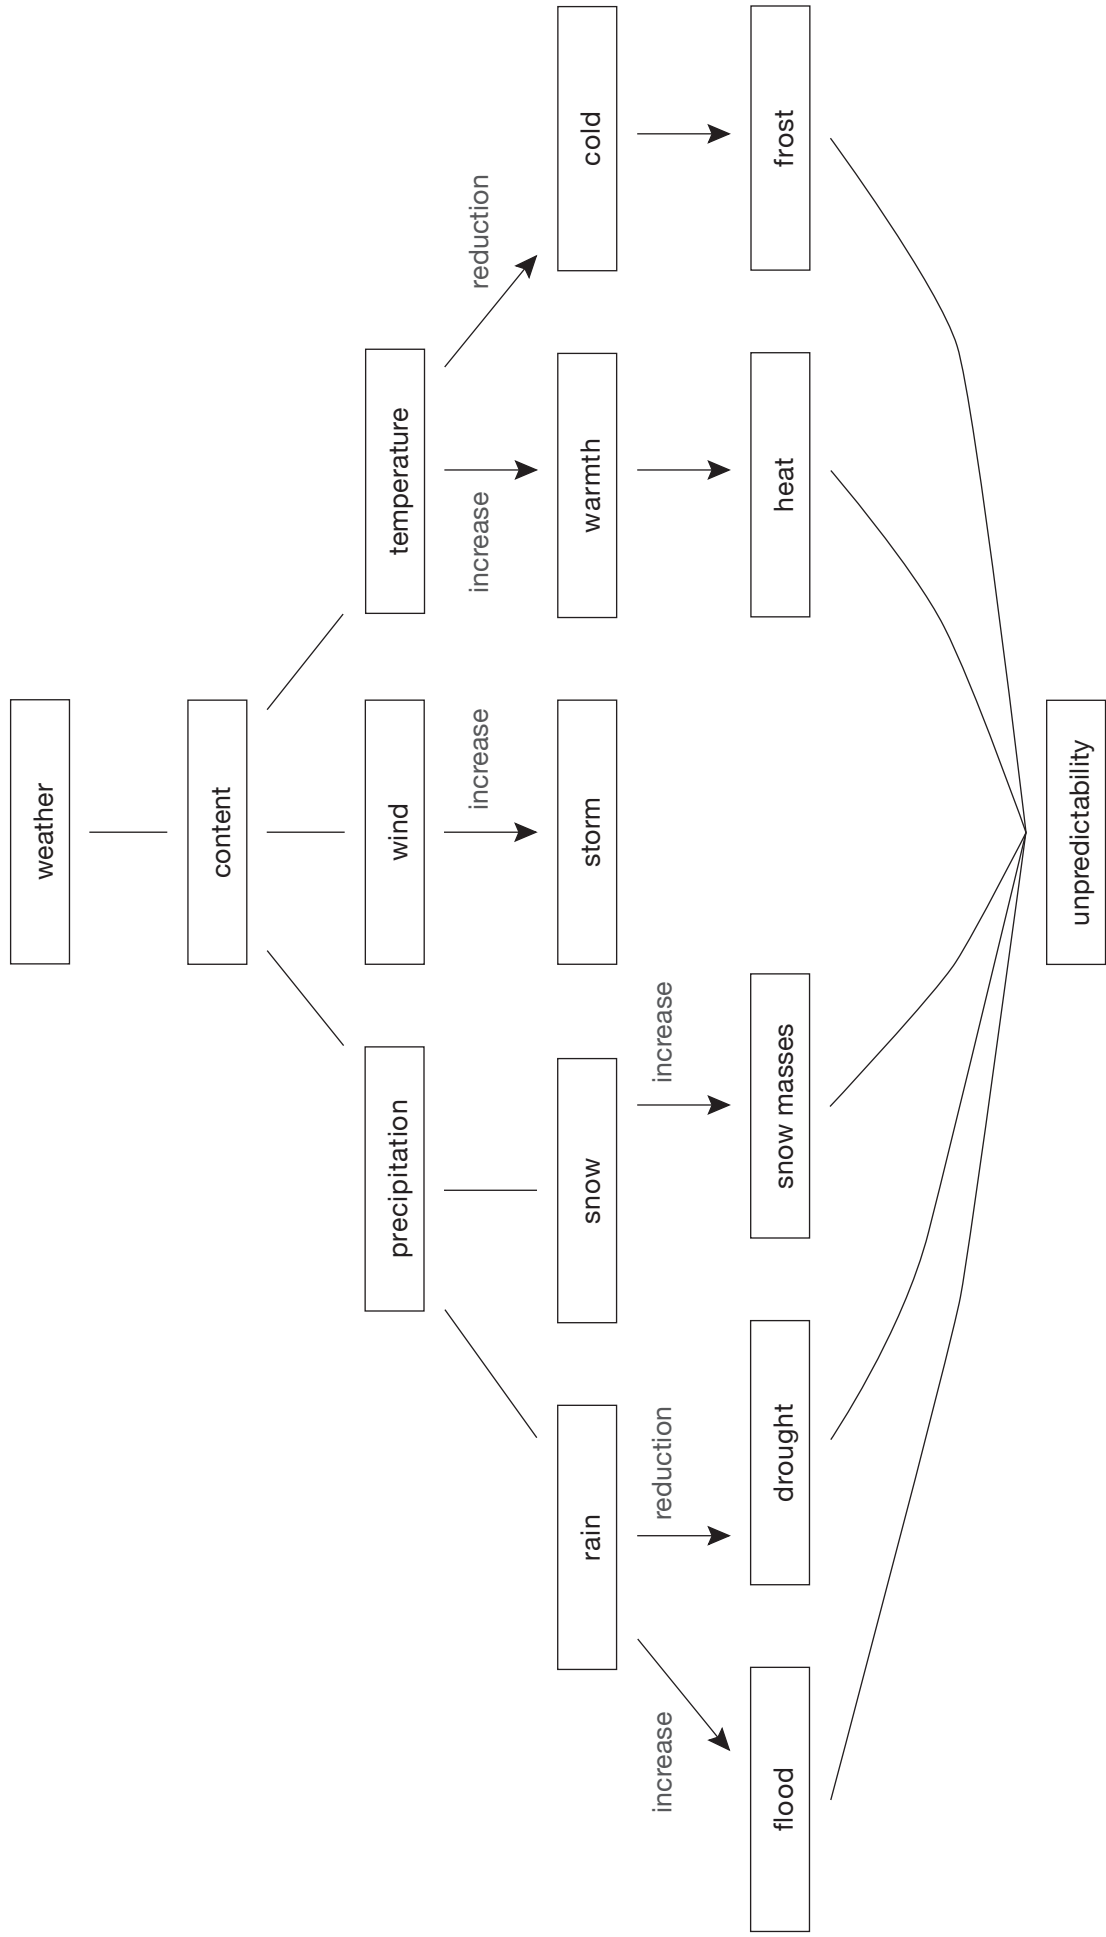 weather
content
precipitation
wind
temperature
increase
increase
reduction
rain
snow
storm
warmth
cold
increase
reduction
increase
flood
drought
snow masses
heat
frost
unpredictability